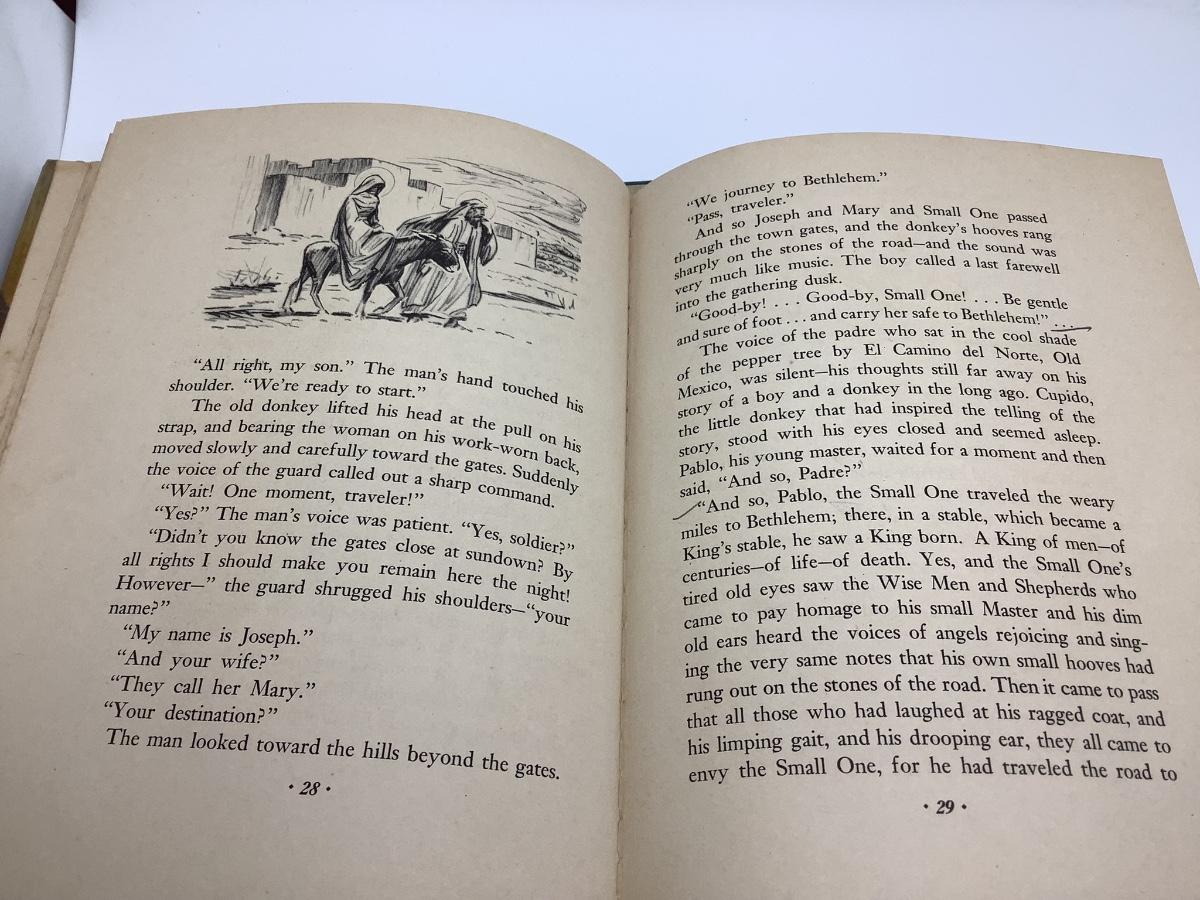 “All right, my son.” The man’s hand touched his
shoulder. “We’re ready to start.”
The old donkey lifted his head at the pull on his
strap, and bearing the woman on his work-worn back,
moved slowly and carefully toward the gates. Suddenly
the voice of the guard called out a sharp command.
“Wait! One moment, traveler!”
“Yes?” The man’s voice was patient. “Yes, soldier?”
“Didn’t you know the gates close at sundown? By
all rights I should make you remain here the night!
However—” the guard shrugged his shoulders—“your
name?”
“My name is Joseph.”
“And your wife?”
“They call her Mary.”
“Your destination?”
The man looked toward the hills beyond the gates.
· 28 ·
“We journey to Bethlehem.”
“Pass, traveler.”
And so Joseph and Mary and Small One passed
through the town gates, and the donkey’s hooves rang
sharply on the stones of the road—and the sound was
very much like music. The boy called a last farewell
into the gathering dusk.
“Good-by! . . . Good-by, Small One! . . . Be gentle
and sure of foot . . . and carry her safe to Bethlehem!” . . .
The voice of the padre who sat in the cool shade
of the pepper tree by El Camino del Norte, Old
Mexico, was silent—his thoughts still far away on his
story of a boy and a donkey in the long ago. Cupido,
the little donkey that had inspired the telling of the
story, stood with his eyes closed and seemed asleep.
Pablo, his young master, waited for a moment and then
said, “And so, Padre?”
“And so, Pablo, the Small One traveled the weary
miles to Bethlehem; there, in a stable, which became a
King’s stable, he saw a King born. A King of men—of
centuries—of life—of death. Yes, and the Small One’s
tired old eyes saw the Wise Men and Shepherds who
came to pay homage to his small Master and his dim
old ears heard the voices of angels rejoicing and sing-
ing the very same notes that his own small hooves had
rung out on the stones of the road. Then it came to pass
that all those who had laughed at his ragged coat, and
his limping gait, and his drooping ear, they all came to
envy the Small One, for he had traveled the road to
· 29 ·